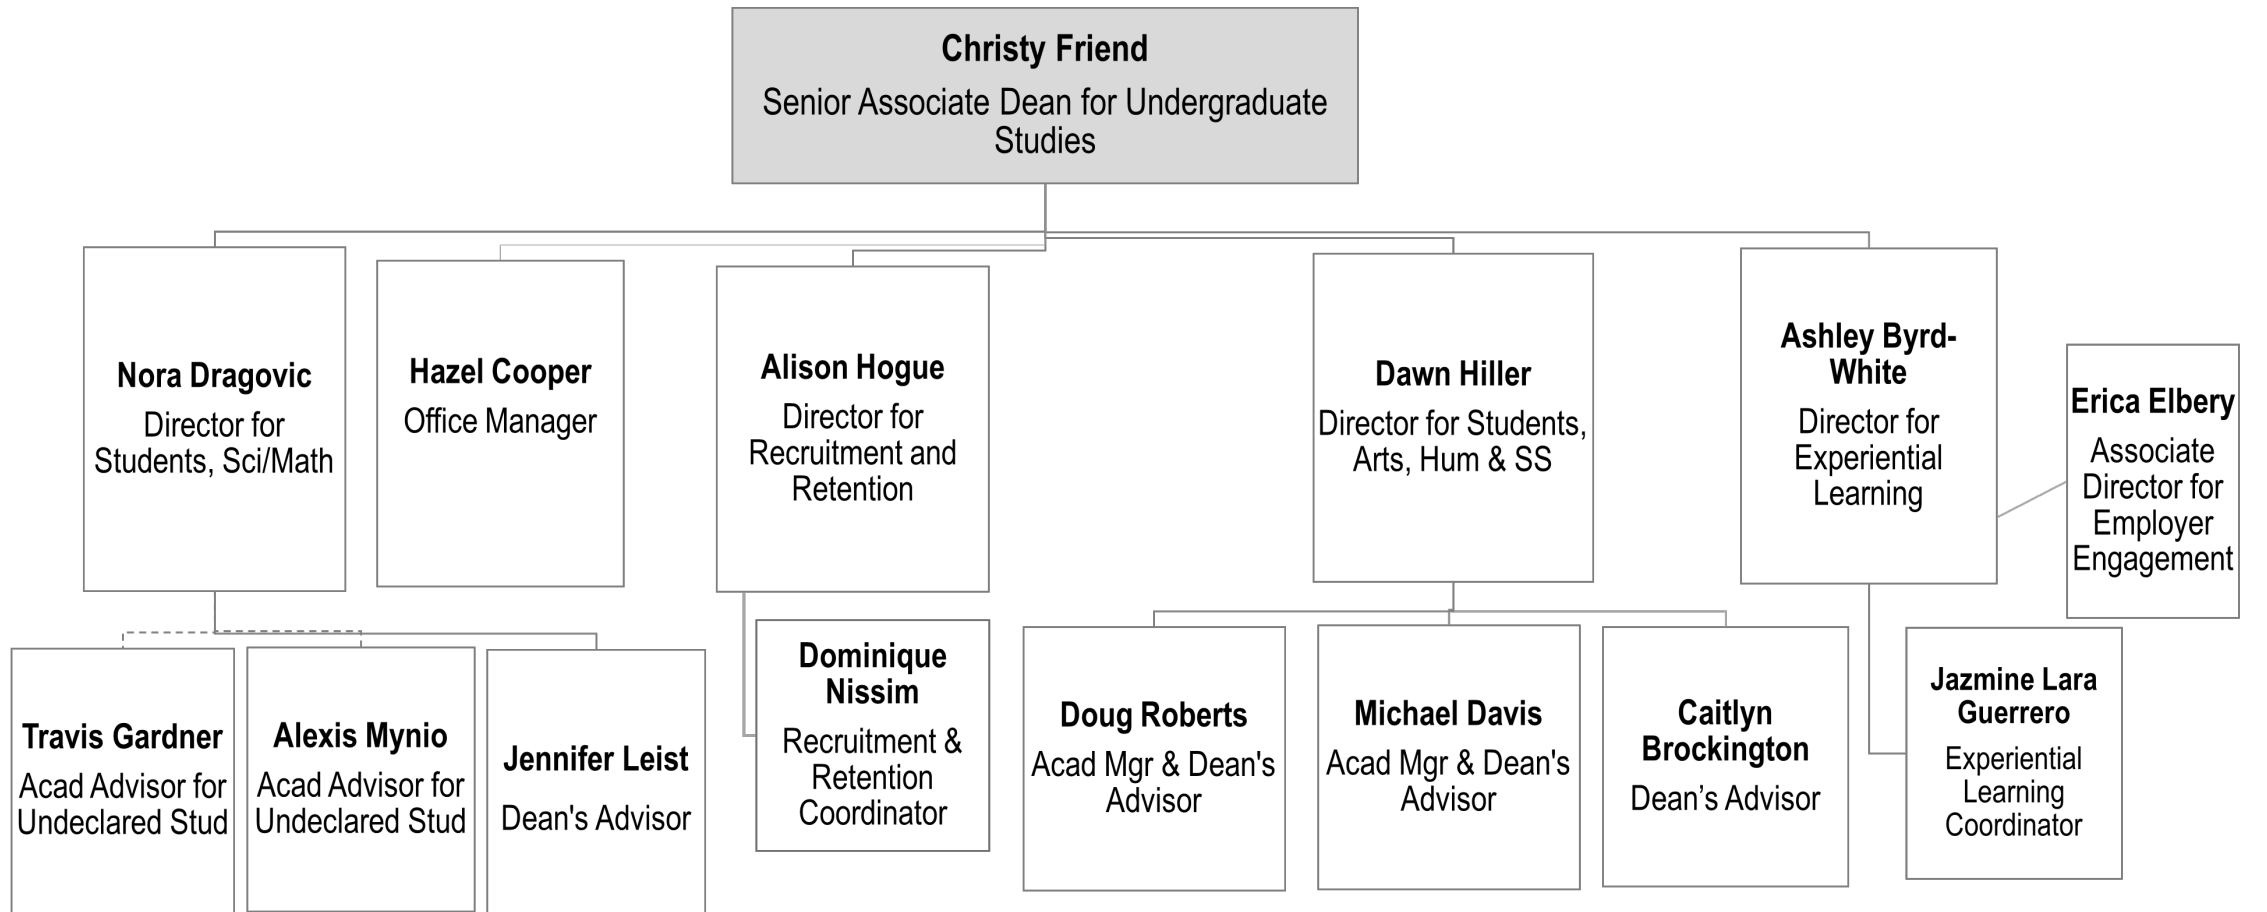 Christy Friend
Senior Associate Dean for Undergraduate
Studies
Nora Dragovic
Director for
Students, Sci/Math
Hazel Cooper
Office Manager
Alison Hogue
Director for
Recruitment and
Retention
Dawn Hiller
Director for Students,
Arts, Hum & SS
Ashley Byrd-
White
Director for
Experiential
Learning
Erica Elbery
Associate
Director for
Employer
Engagement
Travis Gardner
Acad Advisor for
Undeclared Stud
Alexis Mynio
Acad Advisor for
Undeclared Stud
Jennifer Leist
Dean's Advisor
Dominique
Nissim
Recruitment &
Retention
Coordinator
Doug Roberts
Acad Mgr & Dean's
Advisor
Michael Davis
Acad Mgr & Dean's
Advisor
Caitlyn
Brockington
Dean’s Advisor
Jazmine Lara
Guerrero
Experiential
Learning
Coordinator